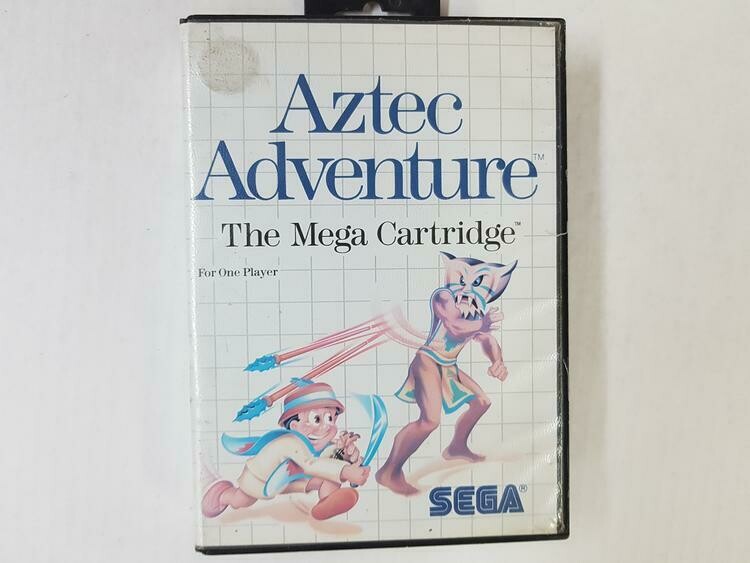 Aztec
Adventure™
The Mega Cartridge™
For One Player
SEGA®